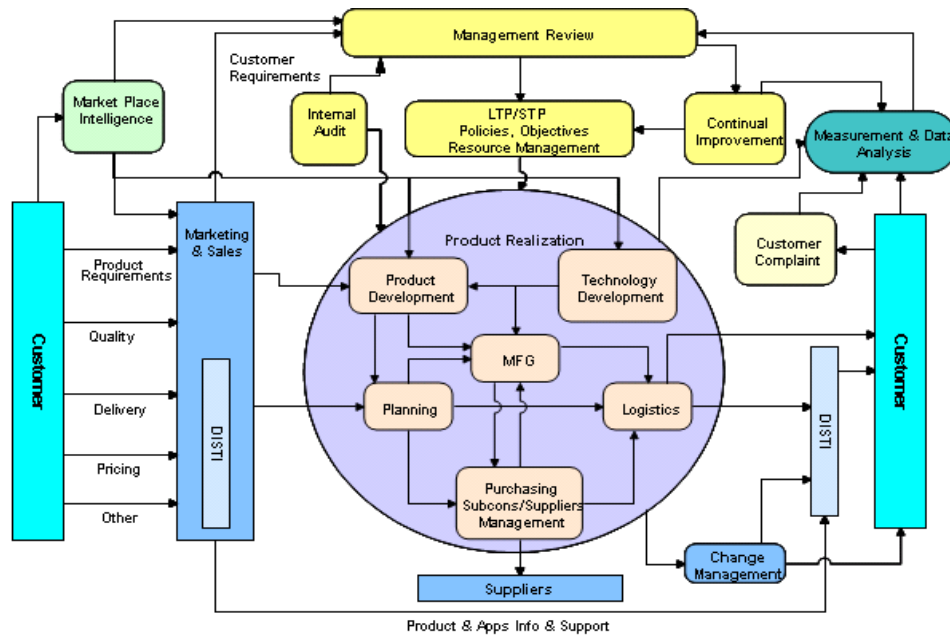 Management Review
Customer
Requirements
Market Place
Intelligence
Internal
Audit
LTP/STP
Policies, Objectives
Resource Management
Continual
Improvement
Measurement & Data
Analysis
Marketing
& Sales
Product Realization
Customer
Complaint
Product
Requirements
Product
Development
Technology
Development
Customer
Quality
MFG
Customer
Delivery
DISTI
Planning
Logistics
DISTI
Pricing
Purchasing
Subcons/Suppliers
Management
Other
Change
Management
Suppliers
Product & Apps Info & Support